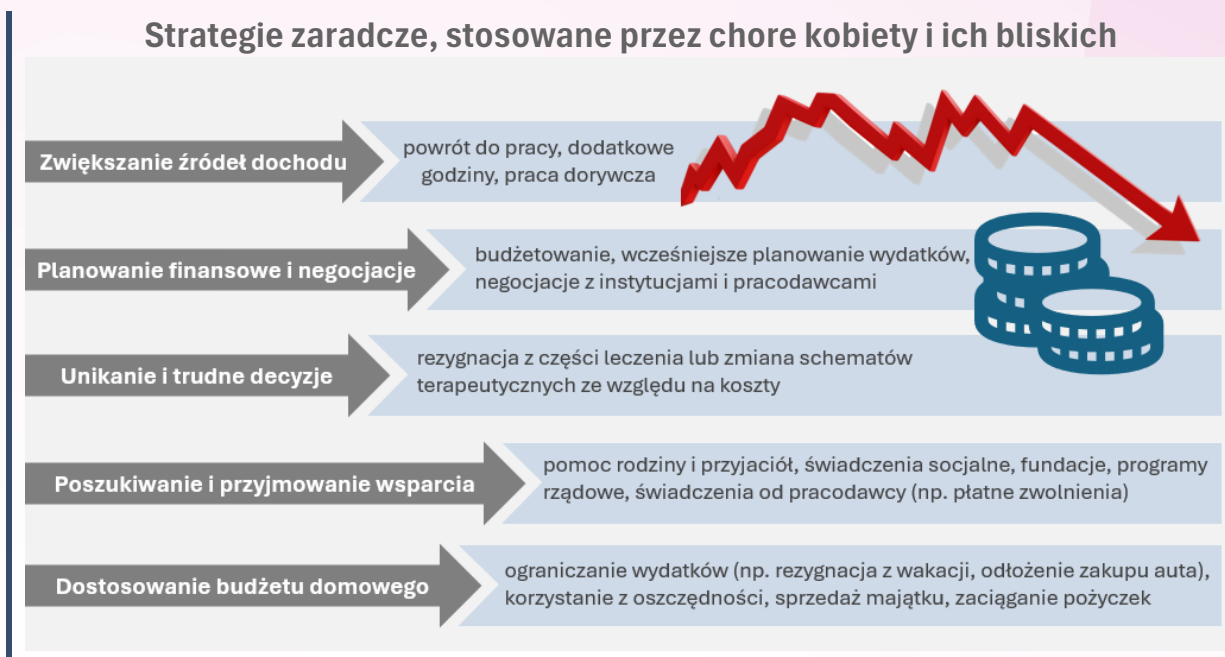 Strategie zaradcze, stosowane przez chore kobiety i ich bliskich
Zwiększanie źródeł dochodu
powrót do pracy, dodatkowe
godziny, praca dorywcza
Planowanie finansowe i negocjacje
budżetowanie, wcześniejsze planowanie wydatków,
negocjacje z instytucjami i pracodawcami
Unikanie i trudne decyzje
rezygnacja z części leczenia lub zmiana schematów
terapeutycznych ze względu na koszty
Poszukiwanie i przyjmowanie wsparcia
pomoc rodziny i przyjaciół, świadczenia socjalne, fundacje, programy
rządowe, świadczenia od pracodawcy (np. płatne zwolnienia)
Dostosowanie budżetu domowego
ograniczanie wydatków (np. rezygnacja z wakacji, odłożenie zakupu auta),
korzystanie z oszczędności, sprzedaż majątku, zaciąganie pożyczek